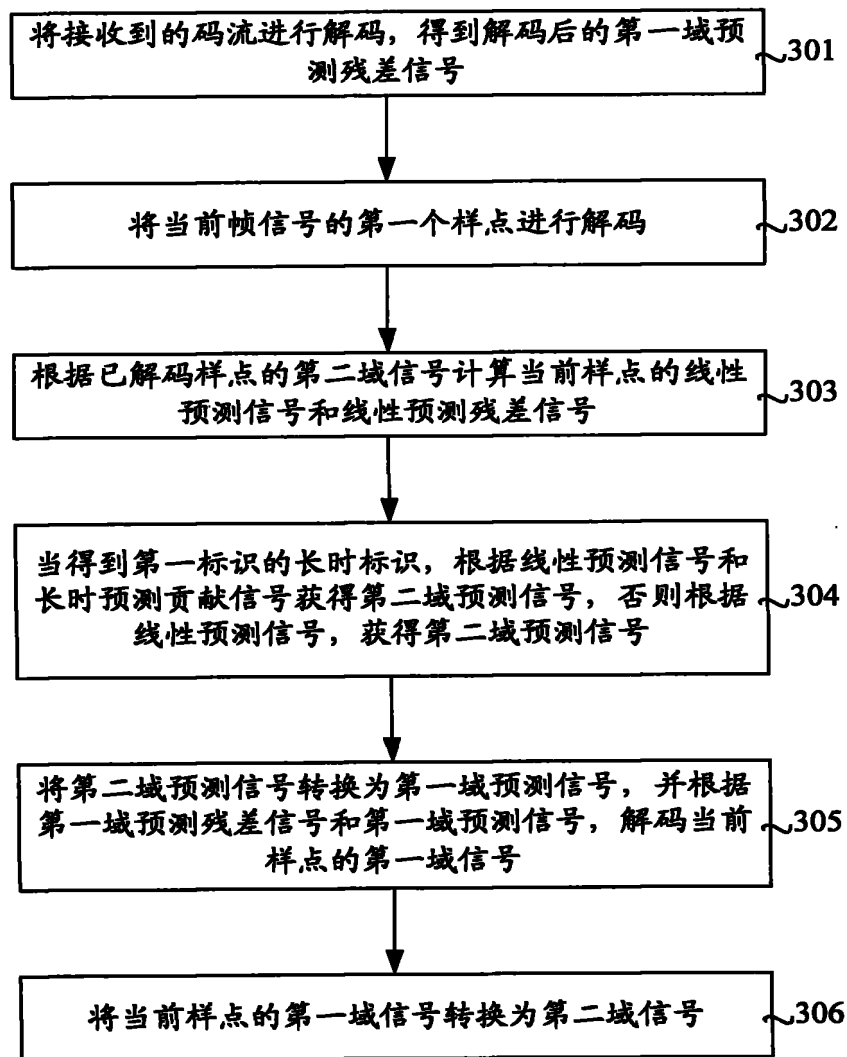 将接收到的码流进行解码，得到解码后的第一域预
测残差信号
301
将当前帧信号的第一个样点进行解码
302
根据已解码样点的第二域信号计算当前样点的线性
预测信号和线性预测残差信号
303
当得到第一标识的长时标识，根据线性预测信号和
长时预测贡献信号获得第二域预测信号，否则根据
线性预测信号，获得第二域预测信号
304
将第二域预测信号转换为第一域预测信号，并根据
第一域预测残差信号和第一域预测信号，解码当前
样点的第一域信号
305
将当前样点的第一域信号转换为第二域信号
306